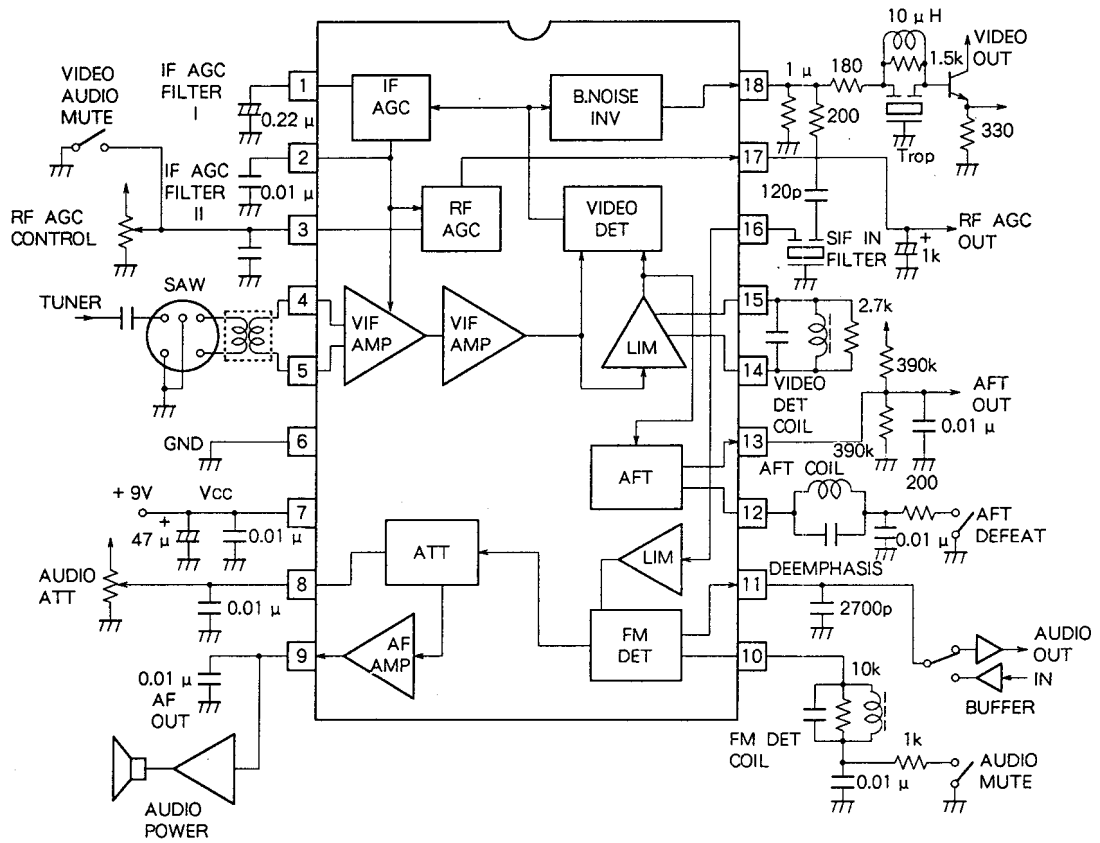 VIDEO
AUDIO
MUTE
IF AGC
FILTER
I
0.22 μ
1
IF
AGC
B.NOISE
INV
18
1 μ
180
10 μ H
1.5k
VIDEO
OUT
200
330
Trop
2
IF AGC
FILTER
II
0.01 μ
17
120p
RF AGC
CONTROL
3
RF
AGC
VIDEO
DET
16
SIF IN
FILTER
RF AGC
OUT
+
1k
TUNER
SAW
4
5
VIF
AMP
VIF
AMP
LIM
15
14
2.7k
VIDEO
DET
COIL
390k
AFT
OUT
0.01 μ
390k
GND
6
AFT
13
AFT COIL
200
+ 9V
VCC
7
+
47 μ
0.01 μ
12
0.01 μ
AFT
DEFEAT
AUDIO
ATT
8
0.01 μ
ATT
LIM
DEEMPHASIS
11
2700p
9
0.01 μ
AF
OUT
AF
AMP
FM
DET
10
10k
AUDIO
OUT
IN
BUFFER
FM DET
COIL
1k
0.01 μ
AUDIO
MUTE
AUDIO
POWER